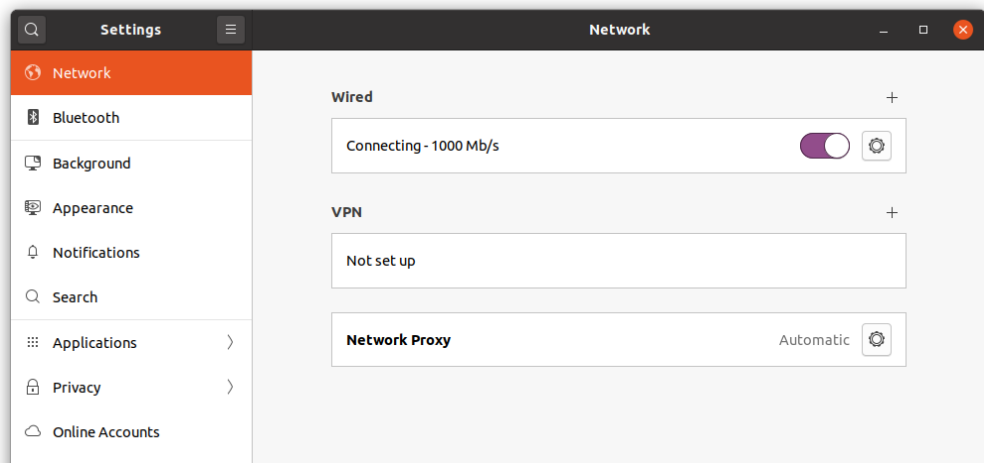 Settings
Network
Network
Bluetooth
Background
Appearance
Notifications
Search
Applications
Privacy
Online Accounts
Wired
Connecting - 1000 Mb/s
VPN
Not set up
Network Proxy Automatic